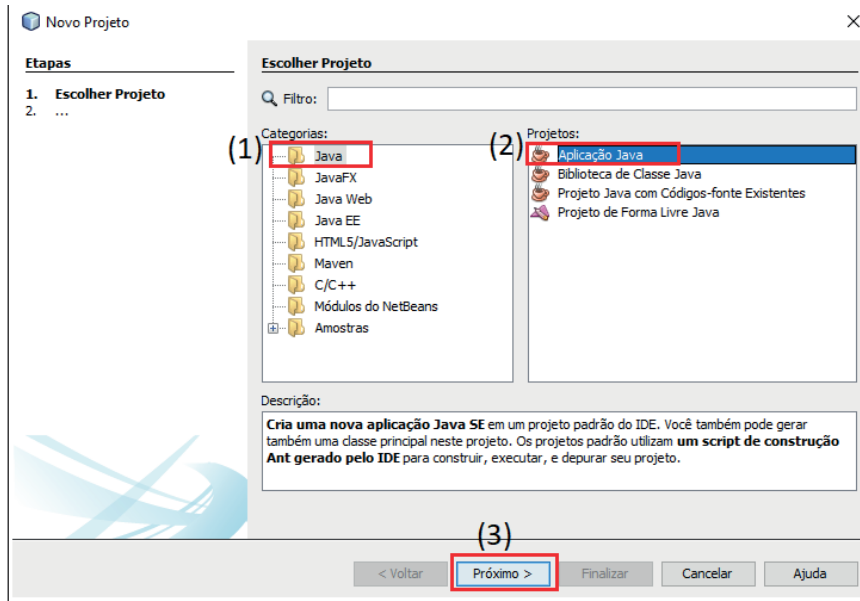 Novo Projeto
Etapas
1. Escolher Projeto
2. ...
Escolher Projeto
Filtro:
Categorias:
(1)
Java
JavaFX
Java Web
Java EE
HTML5/JavaScript
Maven
C/C++
Módulos do NetBeans
Amostras
Projetos:
(2)
Aplicação Java
Biblioteca de Classe Java
Projeto Java com Códigos-fonte Existentes
Projeto de Forma Livre Java
Descrição:
Cria uma nova aplicação Java SE em um projeto padrão do IDE. Você também pode gerar
também uma classe principal neste projeto. Os projetos padrão utilizam um script de construção
Ant gerado pelo IDE para construir, executar, e depurar seu projeto.
(3)
< Voltar
Próximo >
Finalizar
Cancelar
Ajuda